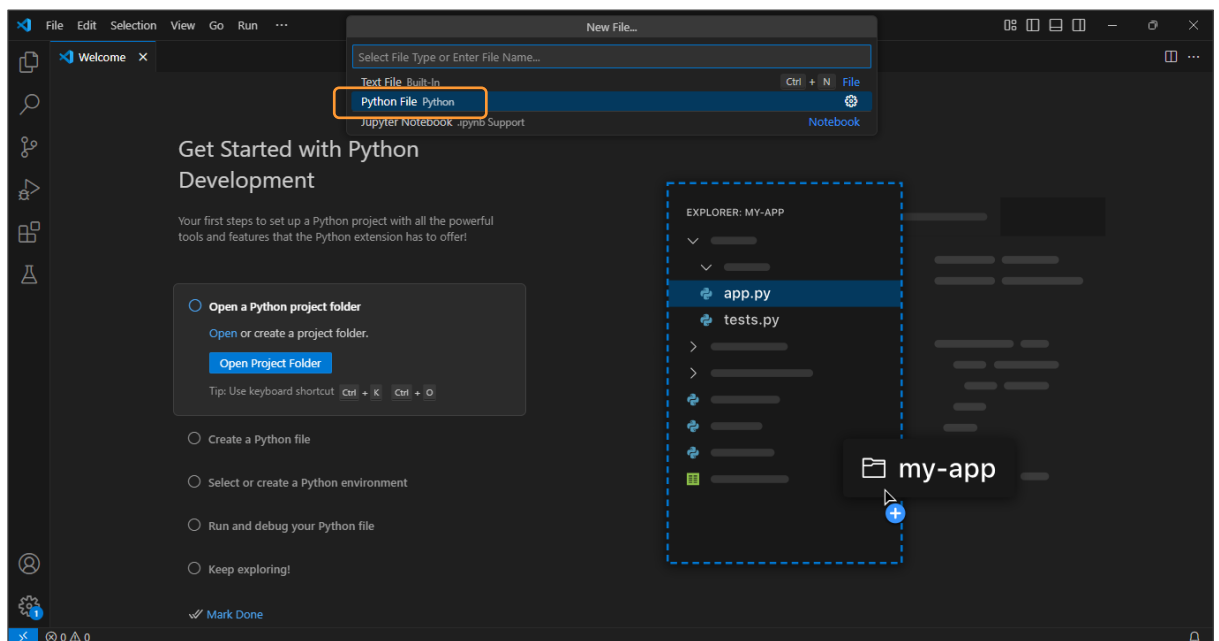 File Edit Selection View Go Run ···
New File...
Welcome
Select File Type or Enter File Name...
Text File Built-In Ctrl + N File
Python File Python
Jupyter Notebook .ipynb Support Notebook
Get Started with Python
Development
Your first steps to set up a Python project with all the powerful
tools and features that the Python extension has to offer!
Open a Python project folder
Open or create a project folder.
Open Project Folder
Tip: Use keyboard shortcut Ctrl + K Ctrl + O
Create a Python file
Select or create a Python environment
Run and debug your Python file
Keep exploring!
Mark Done
EXPLORER: MY-APP
app.py
tests.py
my-app
1
0 0